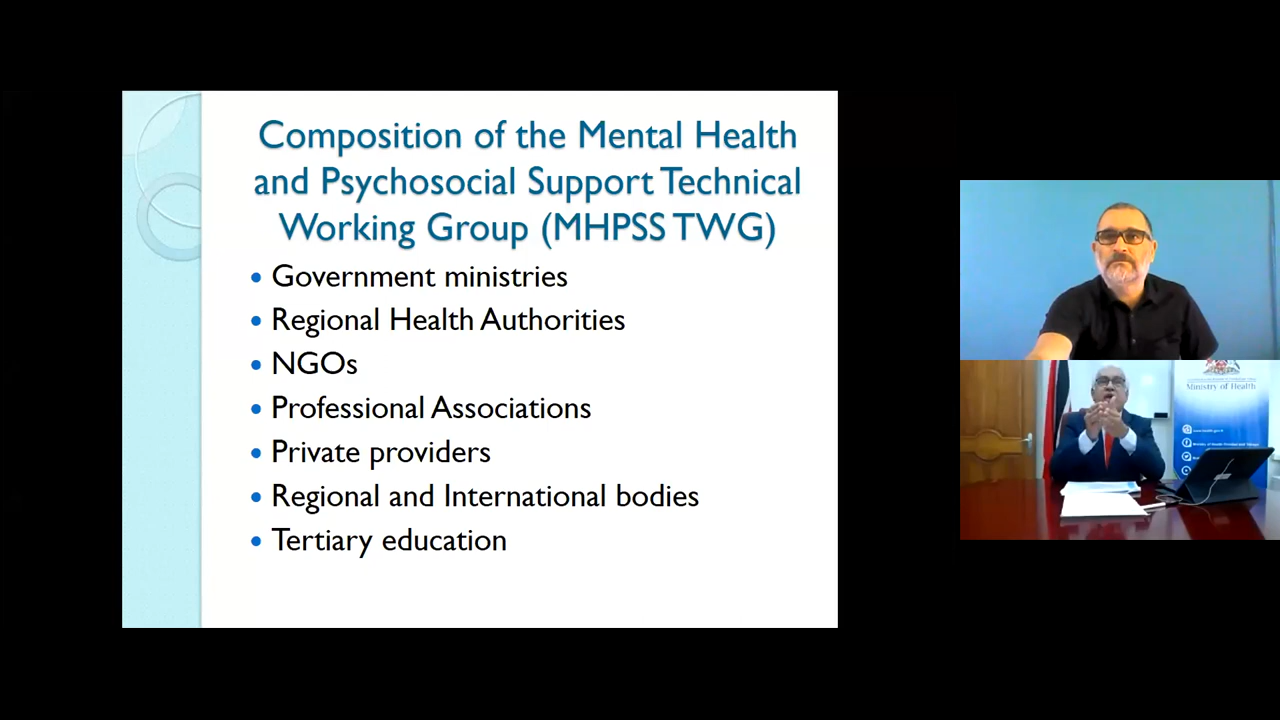 Composition of the Mental Health
and Psychosocial Support Technical
Working Group (MHPSS TWG)
• Government ministries
• Regional Health Authorities
• NGOs
• Professional Associations
• Private providers
• Regional and International bodies
• Tertiary education
Ministry of Health